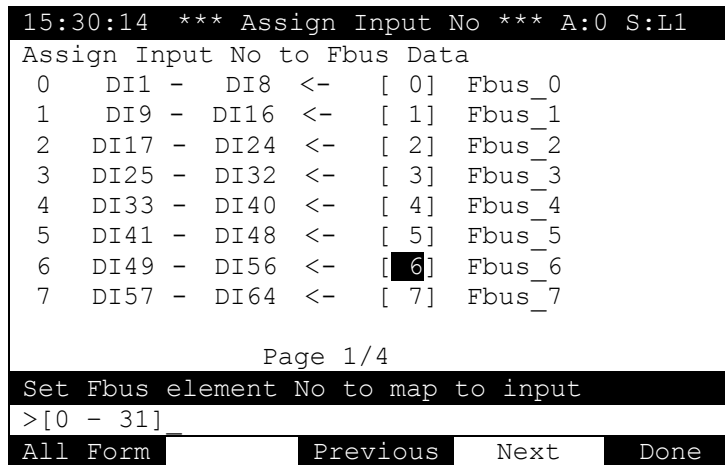 15:30:14 *** Assign Input No *** A:0 S:L1
Assign Input No to Fbus Data
0 DI1 - DI8 <- [ 0] Fbus_0
1 DI9 - DI16 <- [ 1] Fbus_1
2 DI17 - DI24 <- [ 2] Fbus_2
3 DI25 - DI32 <- [ 3] Fbus_3
4 DI33 - DI40 <- [ 4] Fbus_4
5 DI41 - DI48 <- [ 5] Fbus_5
6 DI49 - DI56 <- [ 6] Fbus_6
7 DI57 - DI64 <- [ 7] Fbus_7
Page 1/4
Set Fbus element No to map to input
>[0 – 31]_
All Form Previous Next Done